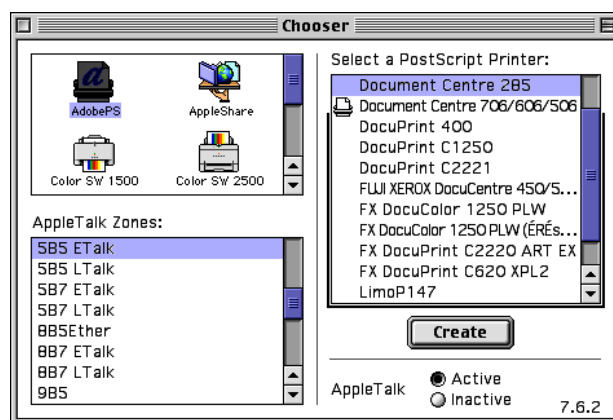 Chooser
AdobePS
AppleShare
Color SW 1500
Color SW 2500
AppleTalk Zones:
5B5 ETalk
5B5 LTalk
5B7 ETalk
5B7 LTalk
8B5Ether
8B7 ETalk
8B7 LTalk
9B5
Select a PostScript Printer:
Document Centre 285
Document Centre 706/606/506
DocuPrint 400
DocuPrint C1250
DocuPrint C2221
FUJI XEROX DocuCentre 450/5...
FX DocuColor 1250 PLW
FX DocuColor 1250 PLW (ÉRÉs...
FX DocuPrint C2220 ART EX
FX DocuPrint C620 XPL2
LimoP147
Create
AppleTalk
Active
Inactive
7.6.2